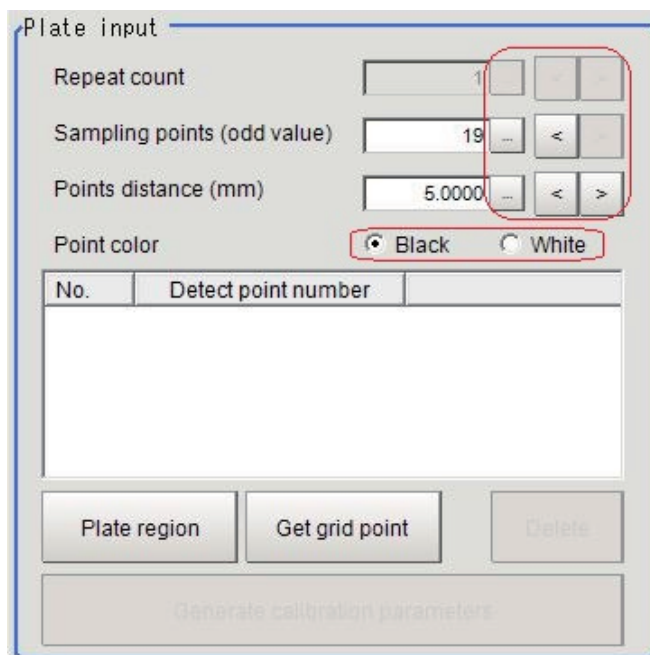 Plate input
Repeat count 1 ... < >
Sampling points (odd value) 19 ... < >
Points distance (mm) 5.0000 ... < >
Point color Black White
No. Detect point number
Plate region Get grid point Delete
Generate calibration parameters